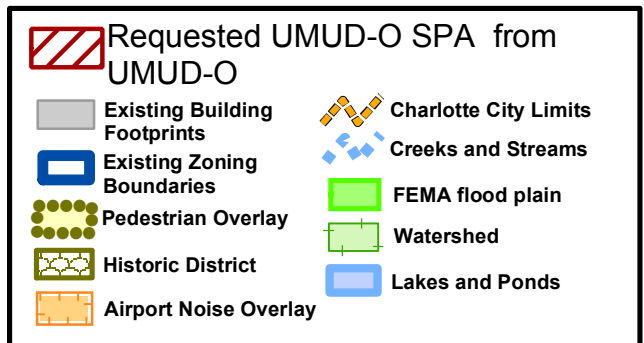 Requested UMUD-O SPA from
UMUD-O
Existing Building
Footprints
Existing Zoning
Boundaries
Pedestrian Overlay
Historic District
Airport Noise Overlay
Charlotte City Limits
Creeks and Streams
FEMA flood plain
Watershed
Lakes and Ponds